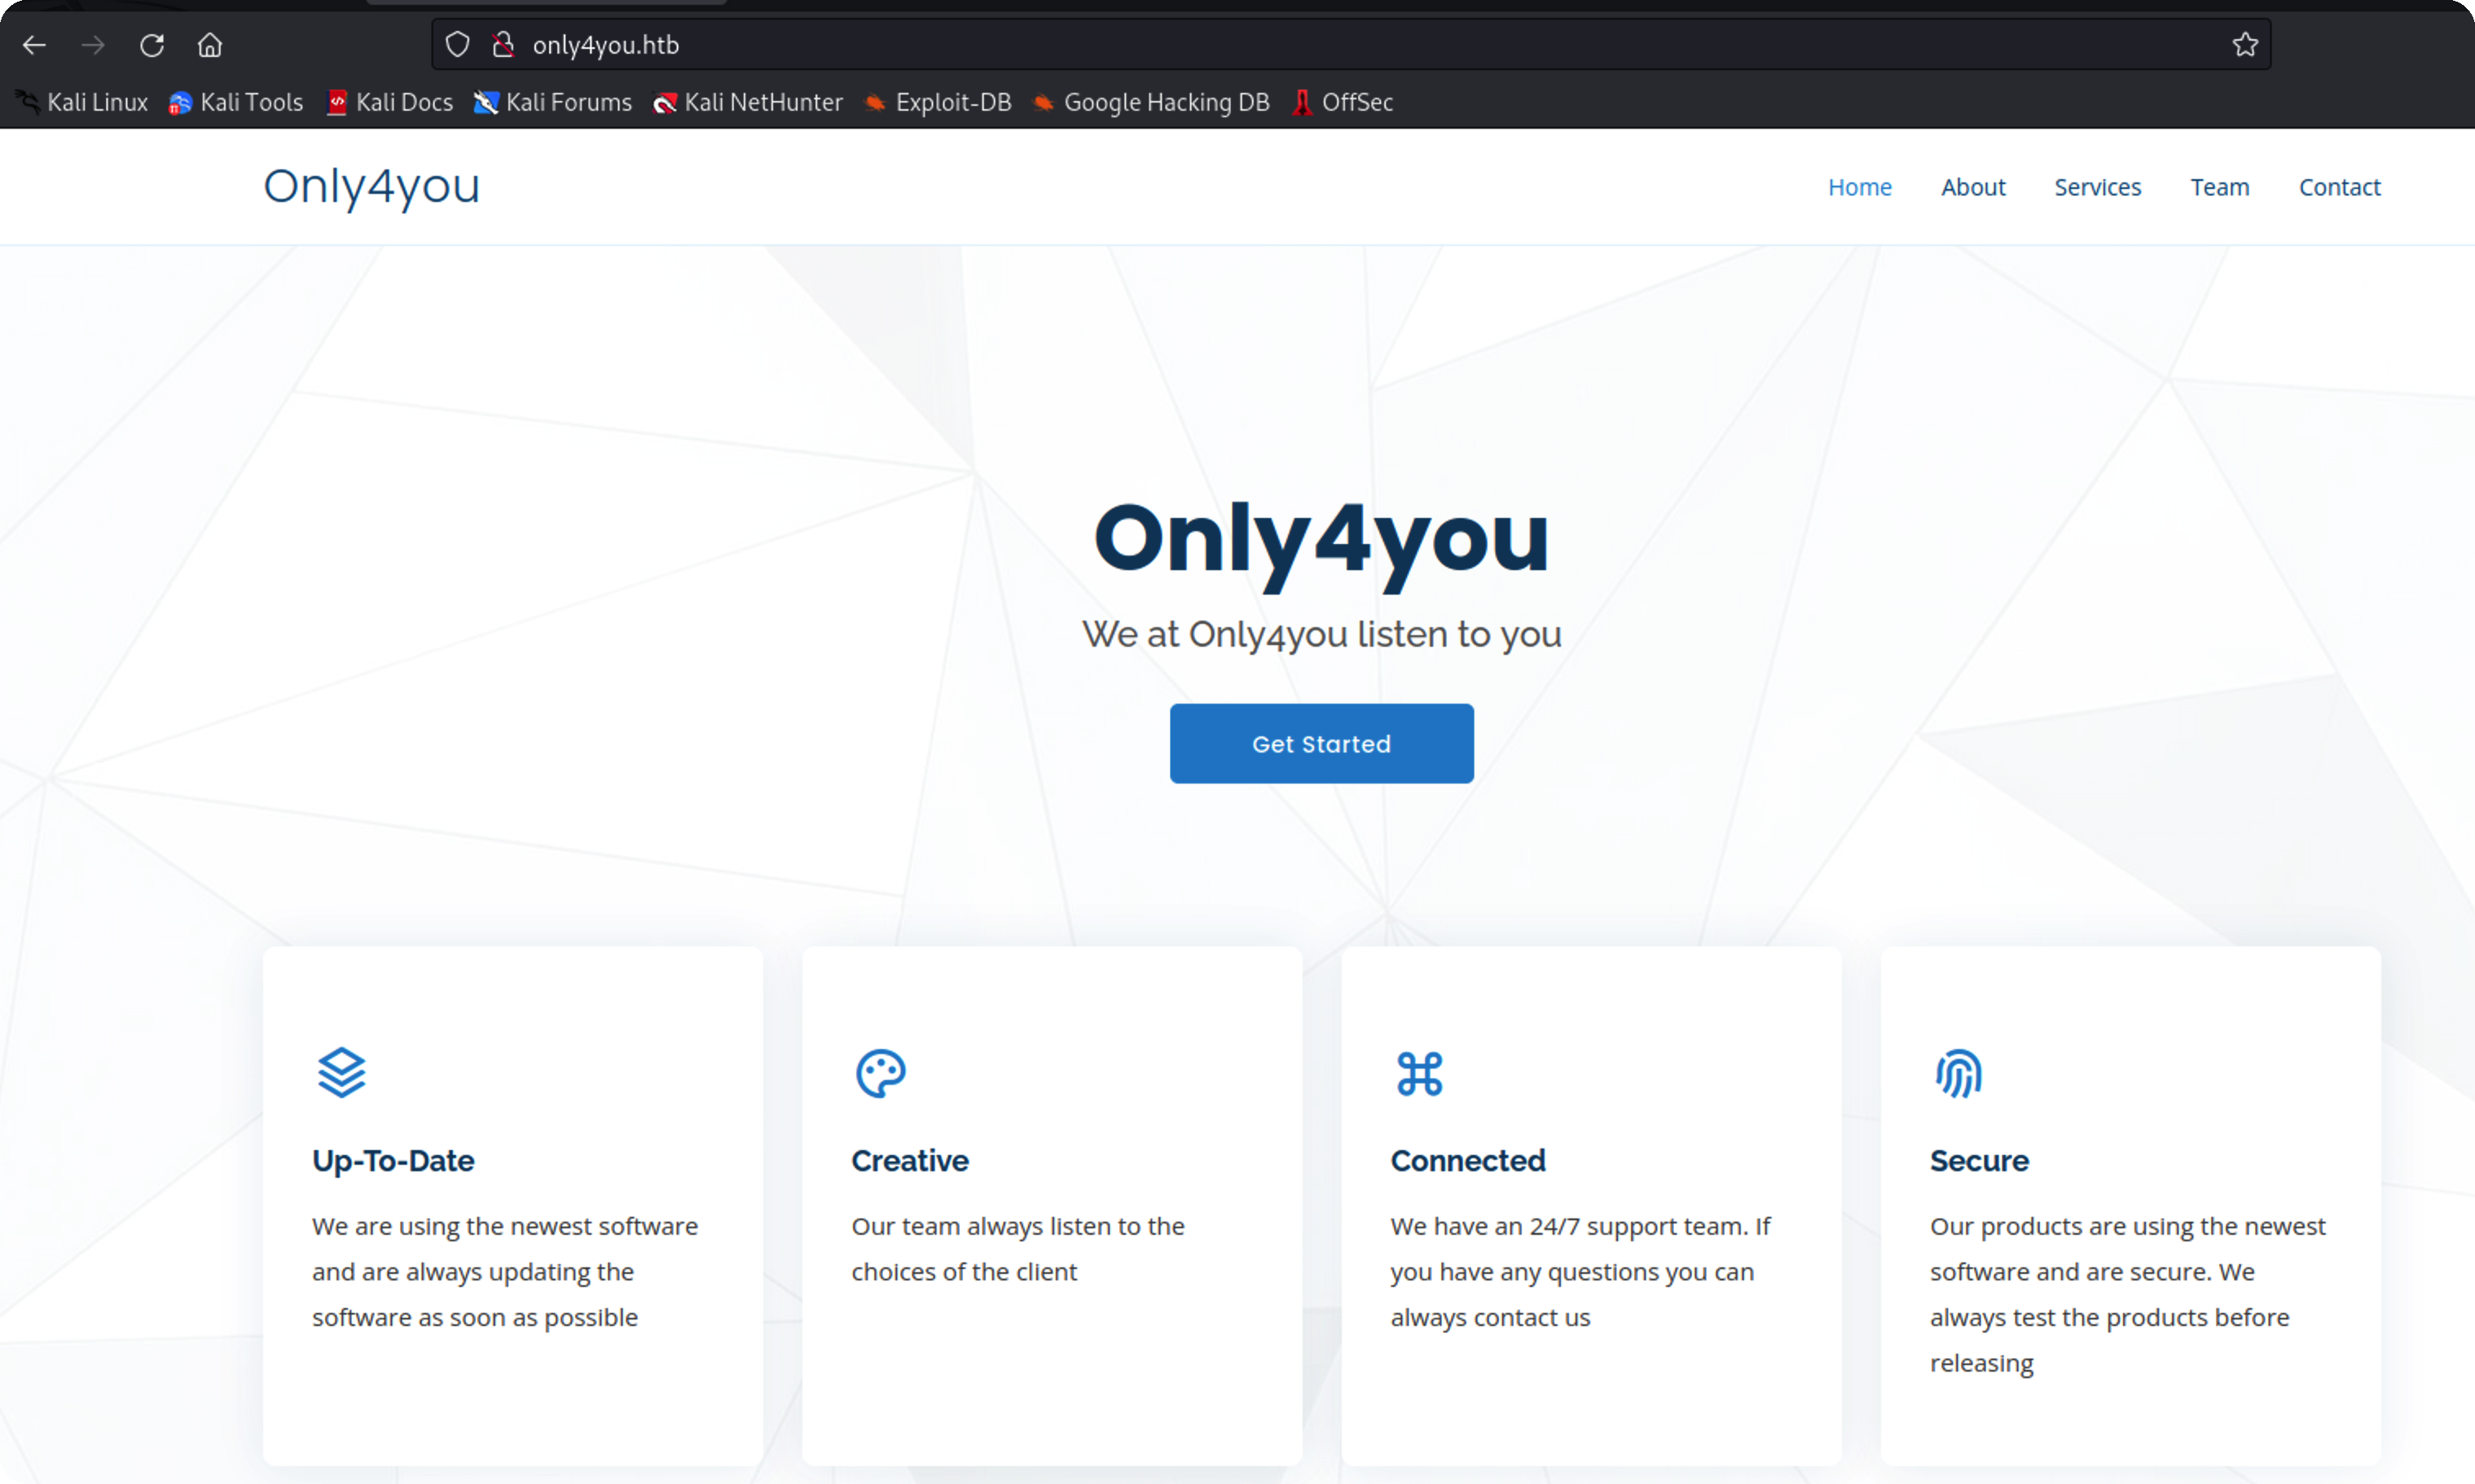 only4you.htb
Kali Linux Kali Tools Kali Docs Kali Forums Kali NetHunter Exploit-DB Google Hacking DB OffSec
Only4you
Home About Services Team Contact
Only4you
We at Only4you listen to you
Get Started
Up-To-Date
We are using the newest software
and are always updating the
software as soon as possible
Creative
Our team always listen to the
choices of the client
Connected
We have an 24/7 support team. If
you have any questions you can
always contact us
Secure
Our products are using the newest
software and are secure. We
always test the products before
releasing